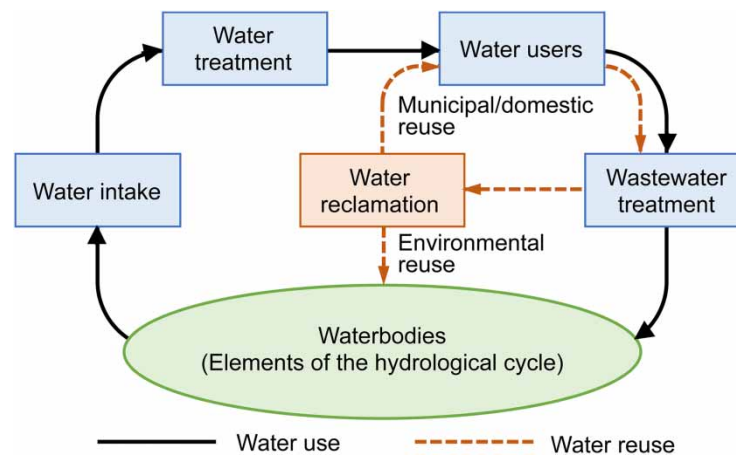 Water
treatment
Water users
Municipal/domestic
reuse
Water intake
Water
reclamation
Wastewater
treatment
Environmental
reuse
Waterbodies
(Elements of the hydrological cycle)
Water use
Water reuse